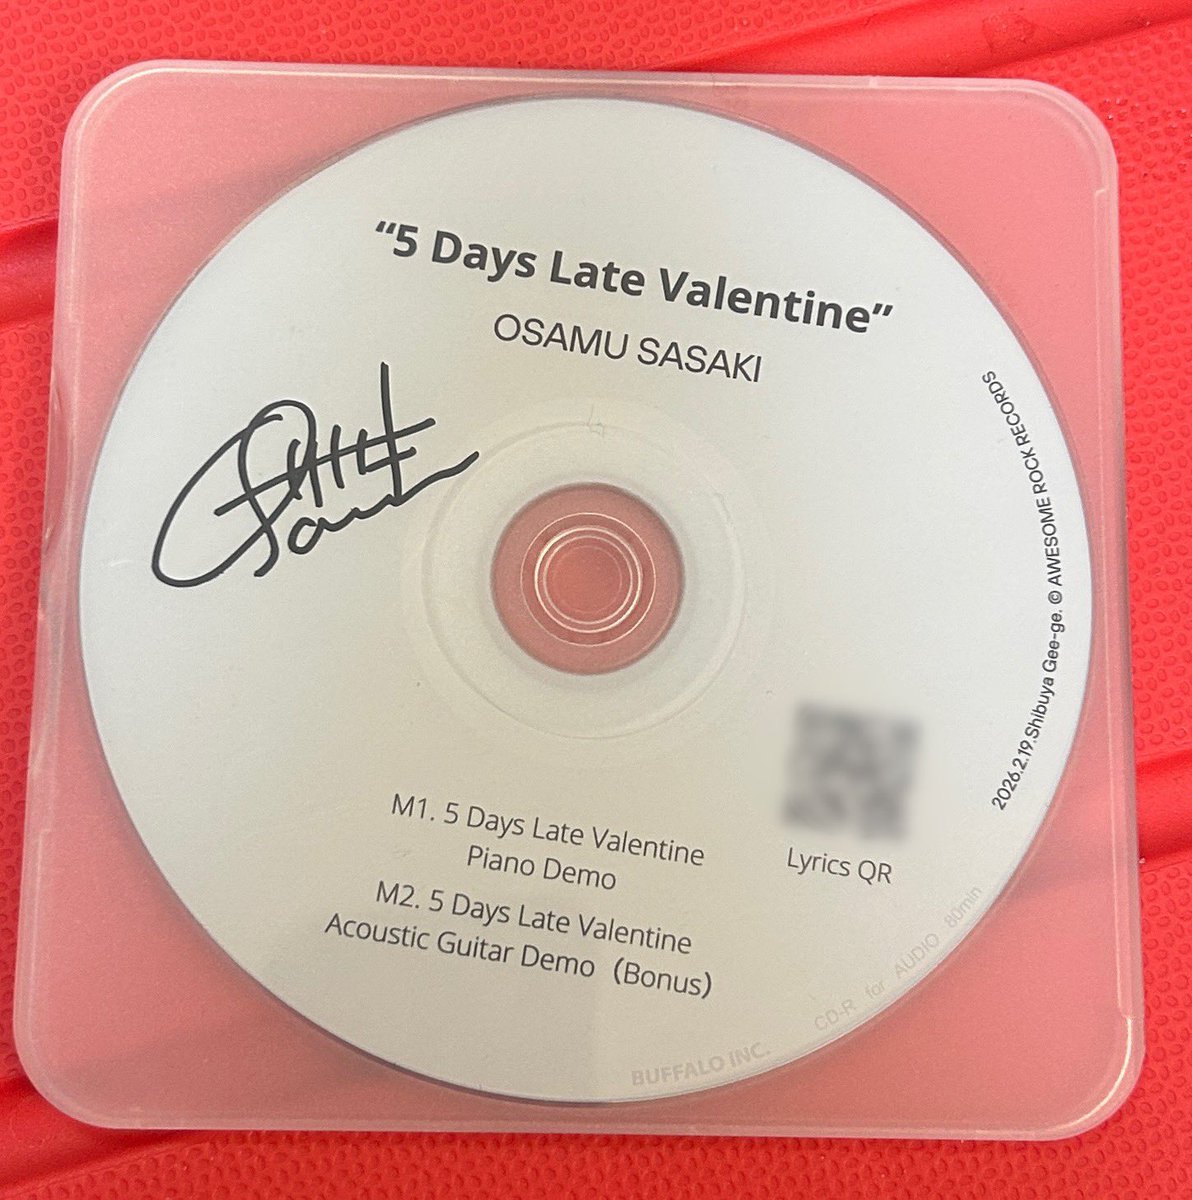 “5 Days Late Valentine”
OSAMU SASAKI
2026.2.19.Shibuya Gee-ge. © AWESOME ROCK RECORDS
M1. 5 Days Late Valentine
Piano Demo
M2. 5 Days Late Valentine
Acoustic Guitar Demo（Bonus）
Lyrics QR
CD-R for AUDIO 80min
BUFFALO INC.